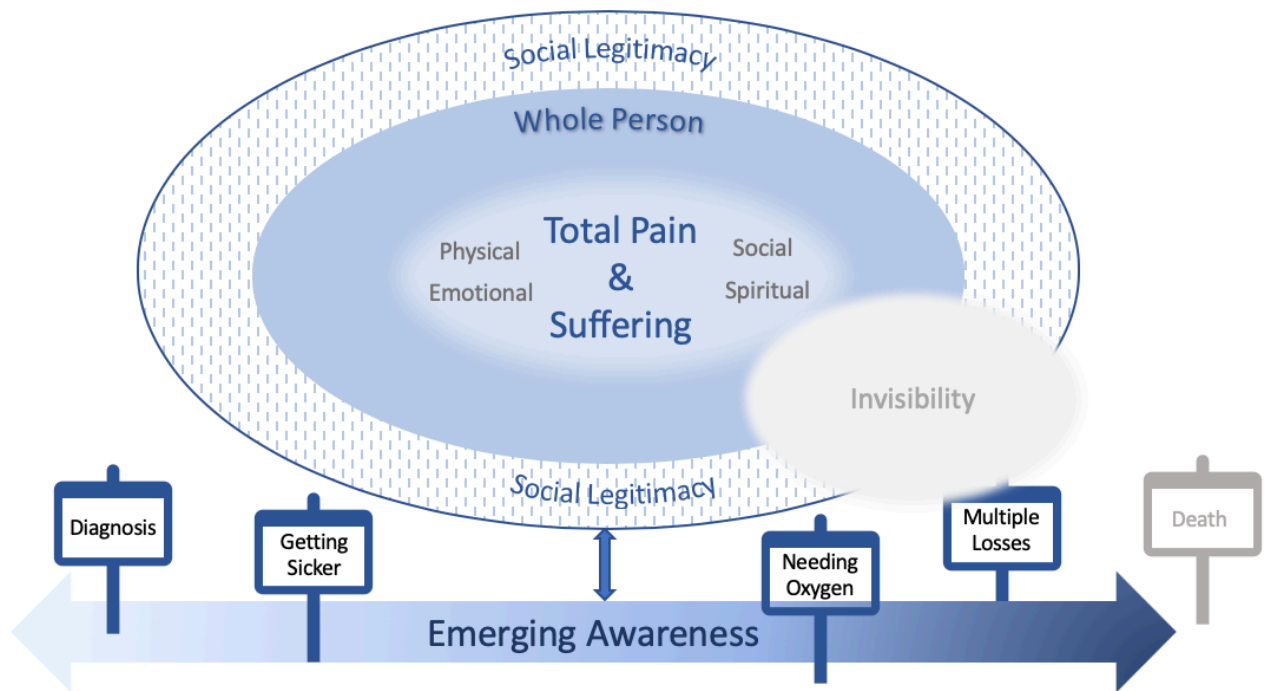 Social Legitimacy
Whole Person
Total Pain
&
Suffering
Physical
Emotional
Social
Spiritual
Invisibility
Social Legitimacy
Diagnosis
Getting
Sicker
Needing
Oxygen
Multiple
Losses
Death
Emerging Awareness